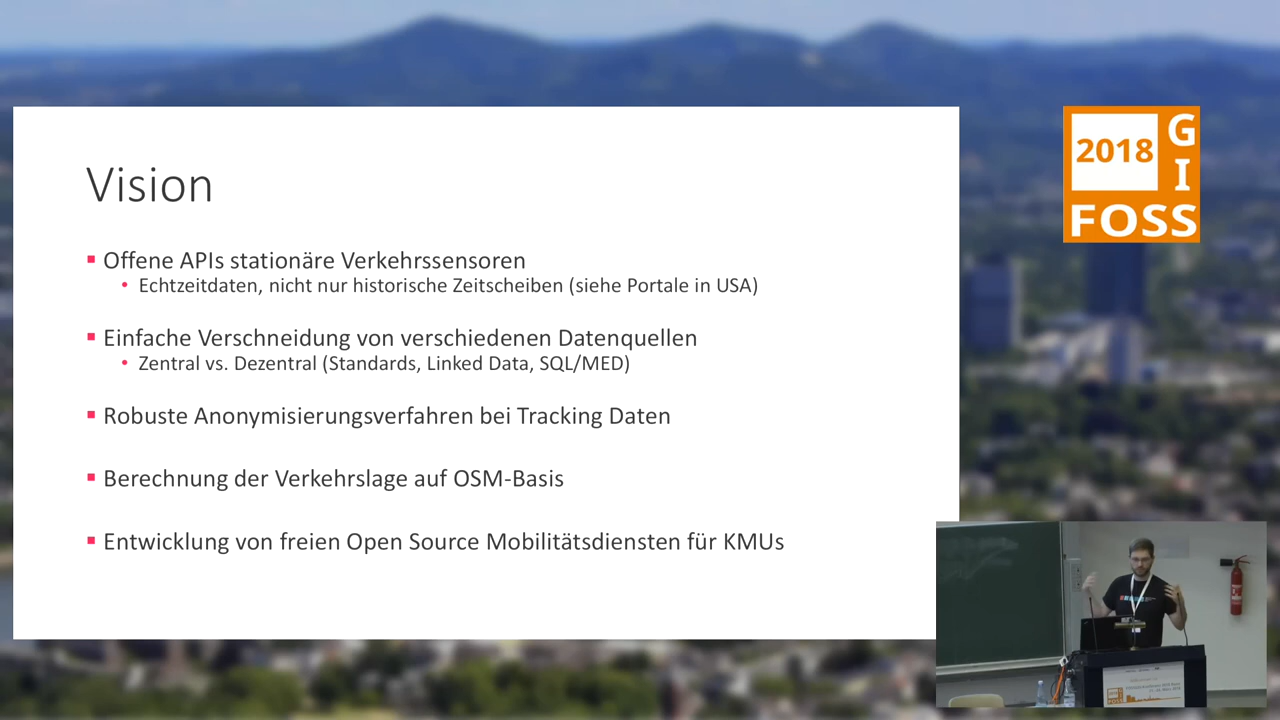 Vision
Offene APIs stationäre Verkehrssensoren
Echtzeitdaten, nicht nur historische Zeitscheiben (siehe Portale in USA)
Einfache Verschneidung von verschiedenen Datenquellen
Zentral vs. Dezentral (Standards, Linked Data, SQL/MED)
Robuste Anonymisierungsverfahren bei Tracking Daten
Berechnung der Verkehrslage auf OSM-Basis
Entwicklung von freien Open Source Mobilitätsdiensten für KMUs
2018
GI
FOSS